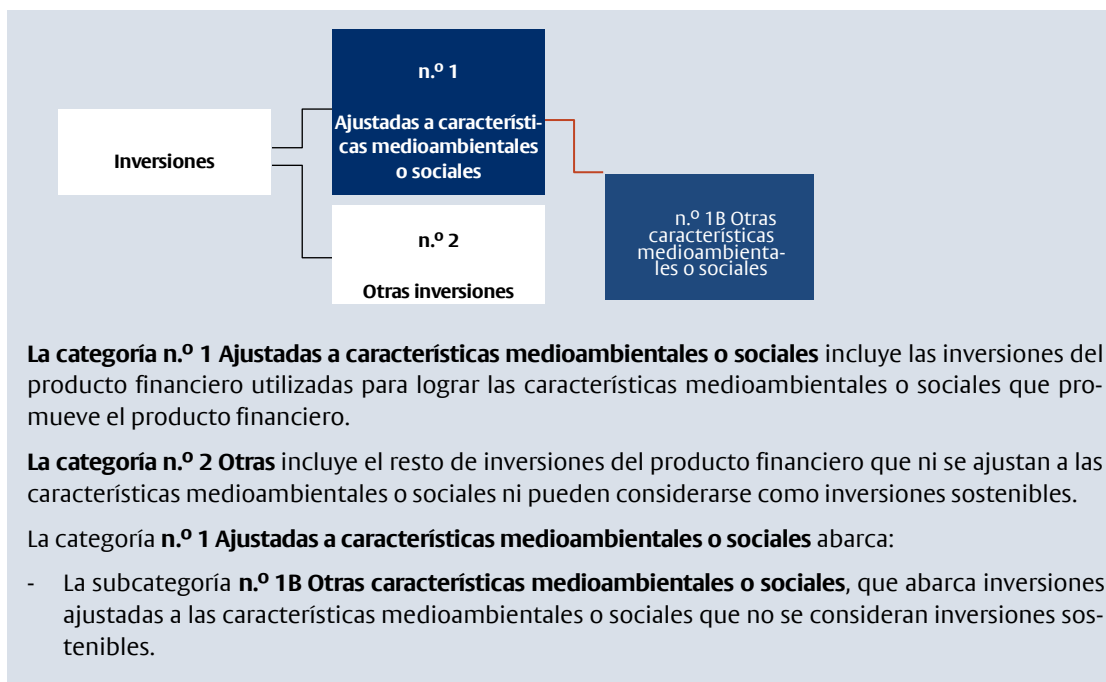 n.º 1
Ajustadas a característi-
cas medioambientales
o sociales
Inversiones
n.º 2
Otras inversiones
n.º 1B Otras
características
medioambienta-
les o sociales
La categoría n.º 1 Ajustadas a características medioambientales o sociales incluye las inversiones del
producto financiero utilizadas para lograr las características medioambientales o sociales que pro-
mueve el producto financiero.
La categoría n.º 2 Otras incluye el resto de inversiones del producto financiero que ni se ajustan a las
características medioambientales o sociales ni pueden considerarse como inversiones sostenibles.
La categoría n.º 1 Ajustadas a características medioambientales o sociales abarca:
- La subcategoría n.º 1B Otras características medioambientales o sociales, que abarca inversiones
ajustadas a las características medioambientales o sociales que no se consideran inversiones sos-
tenibles.